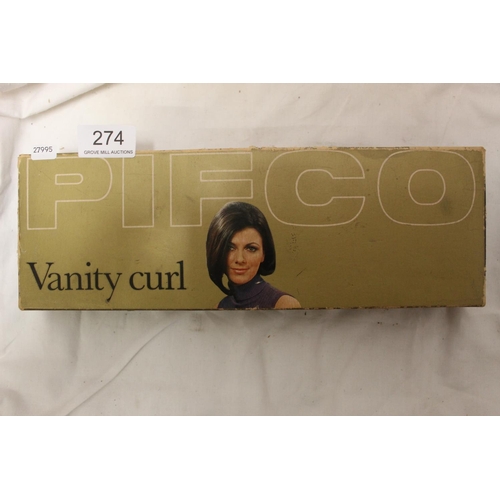 274
GROVE MILL AUCTIONS
27995
PIFCO
Vanity curl